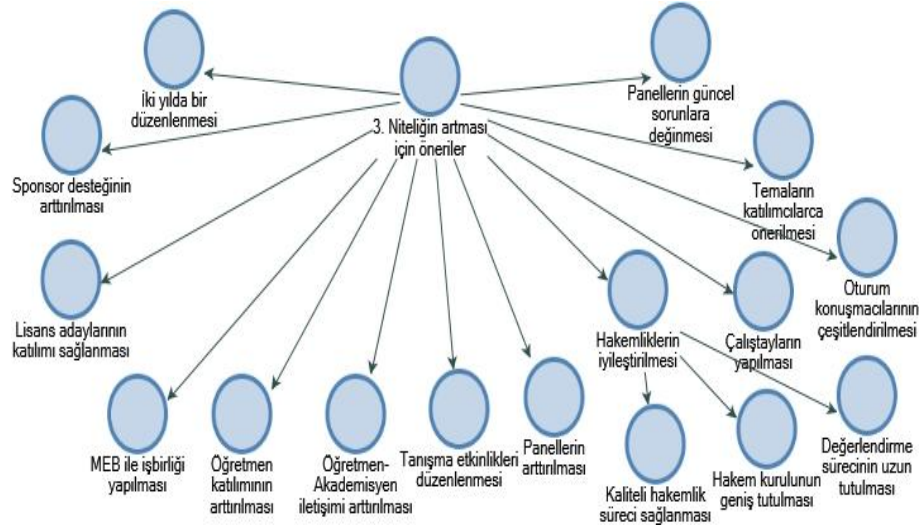 İki yılda bir
düzenlenmesi
3. Niteliğin artması
için öneriler
Panellerin güncel
sorunlara
değinmesi
Sponsor desteğinin
arttırılması
Temaların
katılımcılarca
önerilmesi
Lisans adaylarının
katılımı sağlanması
Hakemliklerin
iyileştirilmesi
Çalıştayların
yapılması
Oturum
konuşmacılarının
çeşitlendirilmesi
MEB ile işbirliği
yapılması
Öğretmen
katılımının
arttırılması
Öğretmen-
Akademisyen
iletişimi arttırılması
Tanışma etkinlikleri
düzenlenmesi
Panellerin
arttırılması
Kaliteli hakemlik
süreci sağlanması
Hakem kurulunun
geniş tutulması
Değerlendirme
sürecinin uzun
tutulması